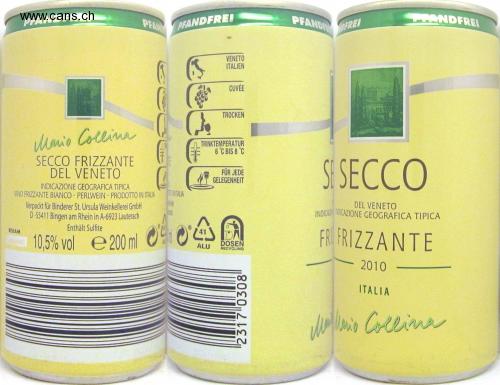 www.cans.ch
PFANDFREI
Mario Collina
SECCO FRIZZANTE
DEL VENETO
INDICAZIONE GEOGRAFICA TIPICA
VINO FRIZZANTE BIANCO - PERLWEIN - PRODOTTO IN ITALIA
Verpackt für Binderer St. Ursula Weinkellerei GmbH
D-55411 Bingen am Rhein in A-6923 Lauterach
Enthält Sulfite
10,5% vol
e 200 ml
PFANDFREI
VENETO
ITALIEN
CUVÉE
TROCKEN
TRINKTEMPERATUR
6°C BIS 8°C
FÜR JEDE
GELEGENHEIT
41
ALU
DOSEN
RECYCLING
2317 0308
SE
FR
PFANDFREI
SECCO
DEL VENETO
INDICAZIONE GEOGRAFICA TIPICA
FRIZZANTE
2010
ITALIA
Mario Collina